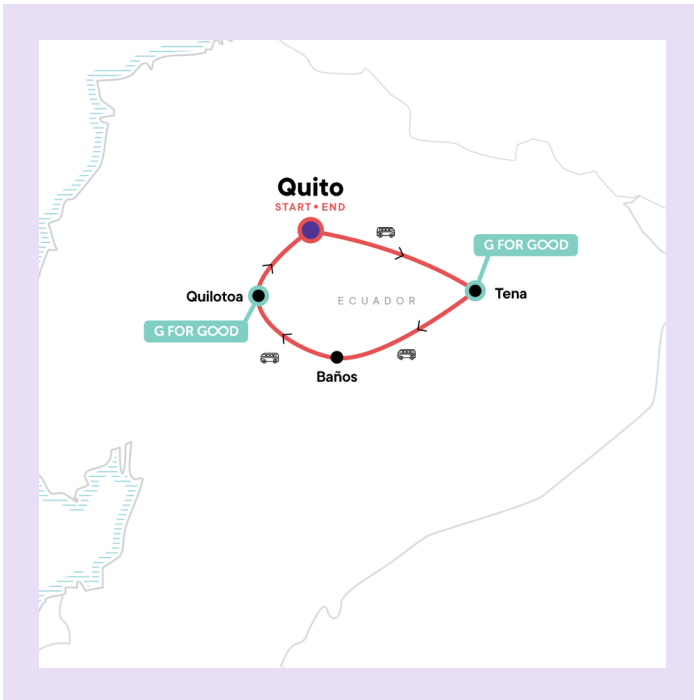 Quito
START • END
G FOR GOOD
Quilotoa
ECUADOR
Tena
G FOR GOOD
Baños